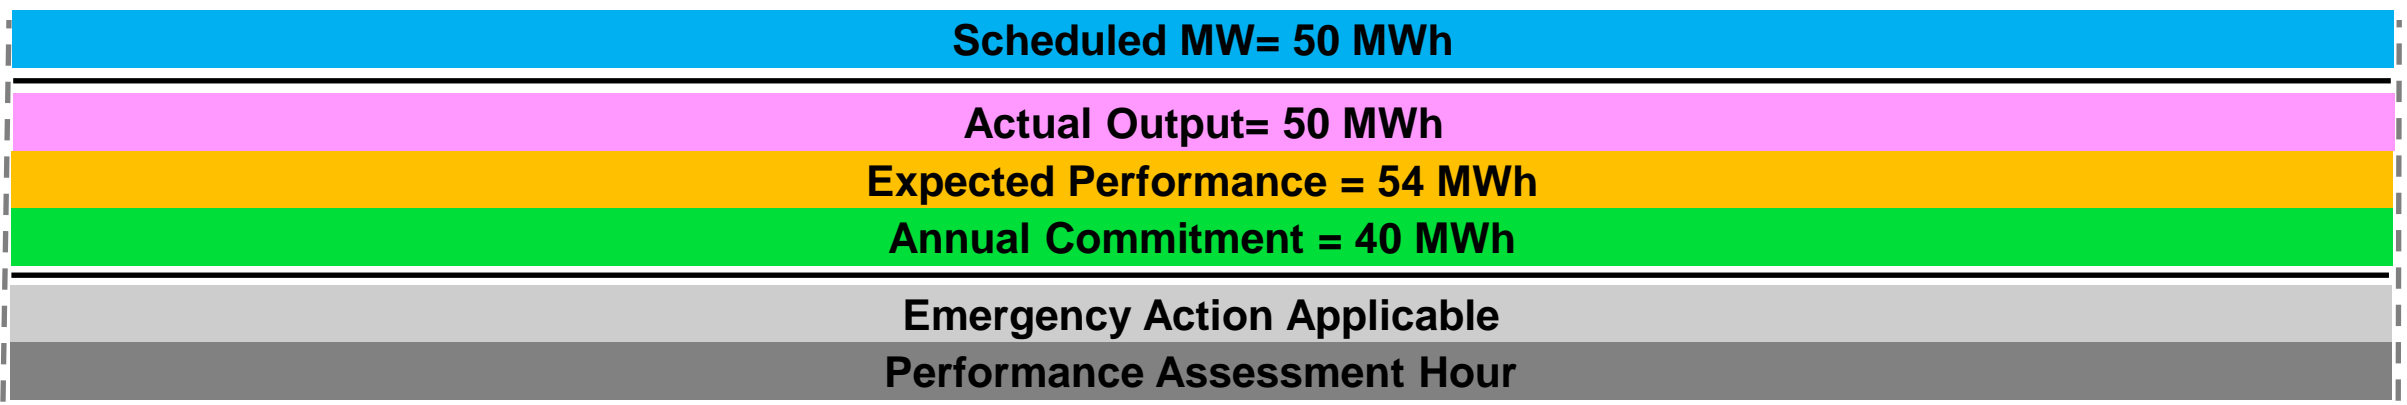 Scheduled MW= 50 MWh
Actual Output= 50 MWh
Expected Performance = 54 MWh
Annual Commitment = 40 MWh
Emergency Action Applicable
Performance Assessment Hour